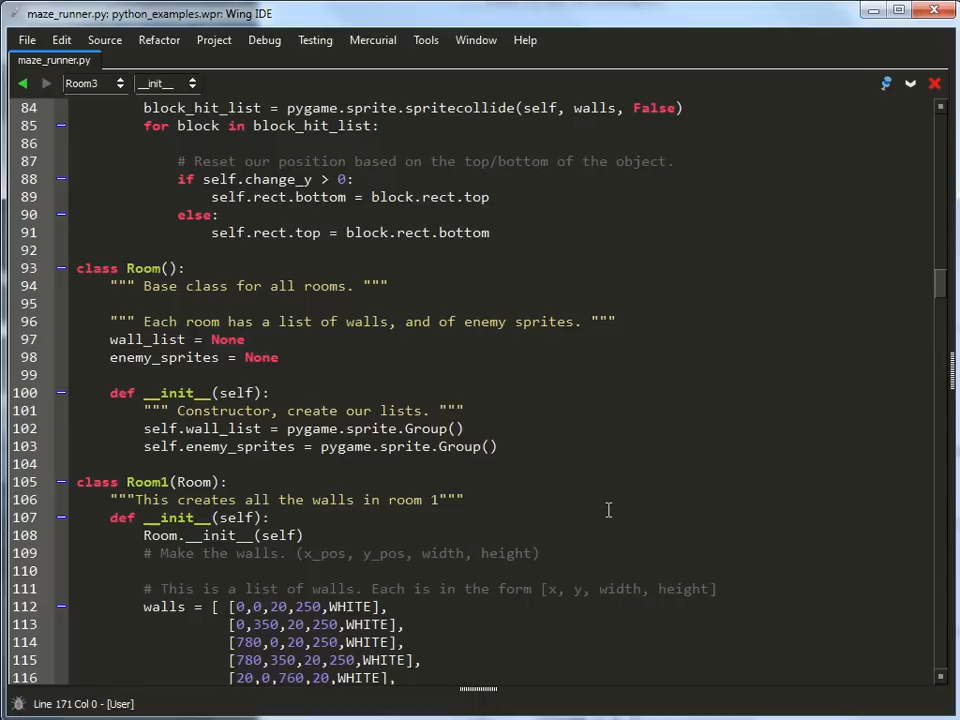 maze_runner.py: python_examples.wpr: Wing IDE
File Edit Source Refactor Project Debug Testing Mercurial Tools Window Help
maze_runner.py
Room3 __init__
84 block_hit_list = pygame.sprite.spritecollide(self, walls, False)
85 for block in block_hit_list:
86
87 # Reset our position based on the top/bottom of the object.
88 if self.change_y > 0:
89 self.rect.bottom = block.rect.top
90 else:
91 self.rect.top = block.rect.bottom
92
93 class Room():
94 """ Base class for all rooms. """
95
96 """ Each room has a list of walls, and of enemy sprites. """
97 wall_list = None
98 enemy_sprites = None
99
100 def __init__(self):
101 """ Constructor, create our lists. """
102 self.wall_list = pygame.sprite.Group()
103 self.enemy_sprites = pygame.sprite.Group()
104
105 class Room1(Room):
106 """This creates all the walls in room 1"""
107 def __init__(self):
108 Room.__init__(self)
109 # Make the walls. (x_pos, y_pos, width, height)
110
111 # This is a list of walls. Each is in the form [x, y, width, height]
112 walls = [ [0,0,20,250,WHITE],
113 [0,350,20,250,WHITE],
114 [780,0,20,250,WHITE],
115 [780,350,20,250,WHITE],
116 [20,0,760,20,WHITE],
Line 171 Col 0 - [User]